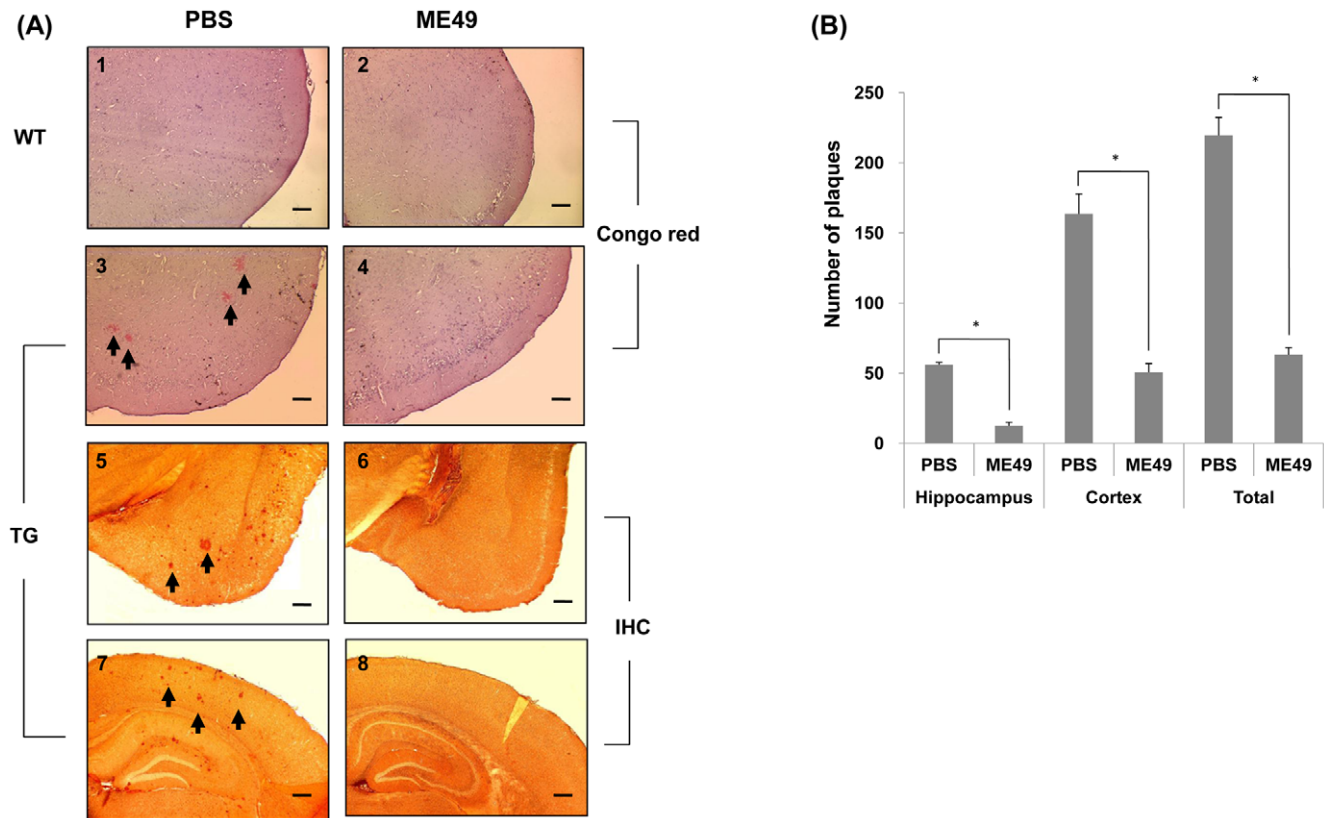 (A)
PBS
ME49
WT
1
2
Congo red
3
4
TG
5
6
IHC
7
8
(B)
Number of plaques
250
200
150
100
50
0
*
*
*
PBS ME49 PBS ME49 PBS ME49
Hippocampus Cortex Total